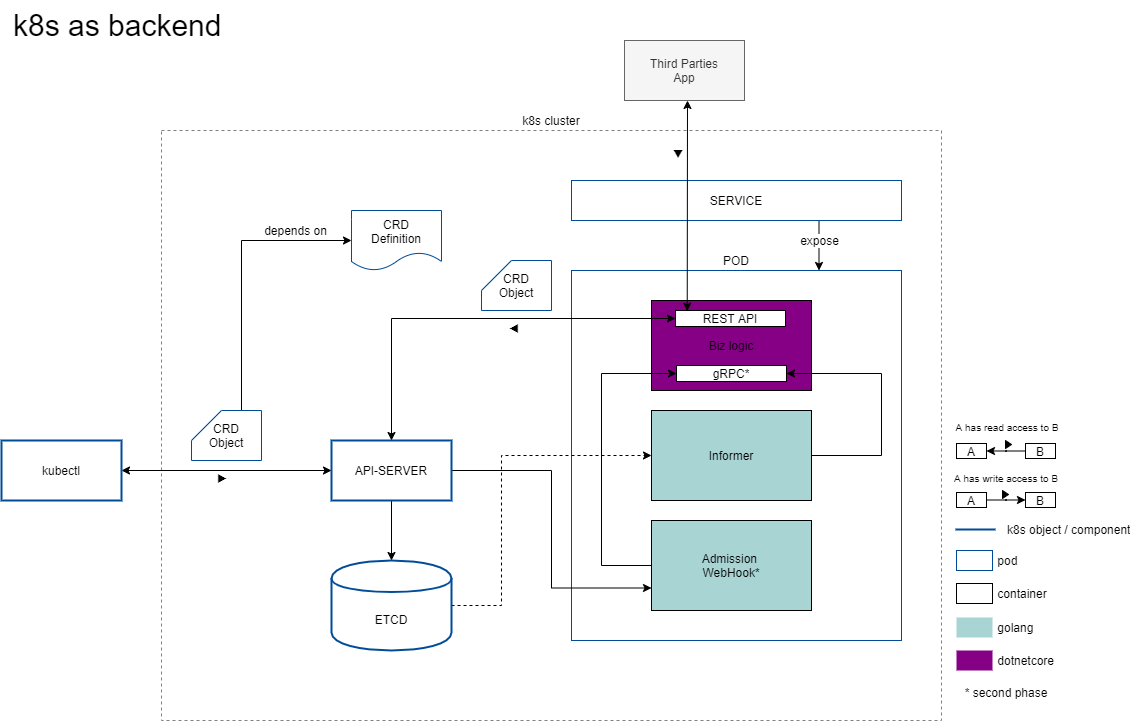 k8s as backend
Third Parties
App
k8s cluster
SERVICE
expose
POD
depends on
CRD
Definition
CRD
Object
REST API
Biz logic
gRPC*
CRD
Object
kubectl
API-SERVER
Informer
Admission
WebHook*
ETCD
A has read access to B
A
B
A has write access to B
A
B
k8s object / component
pod
container
golang
dotnetcore
* second phase